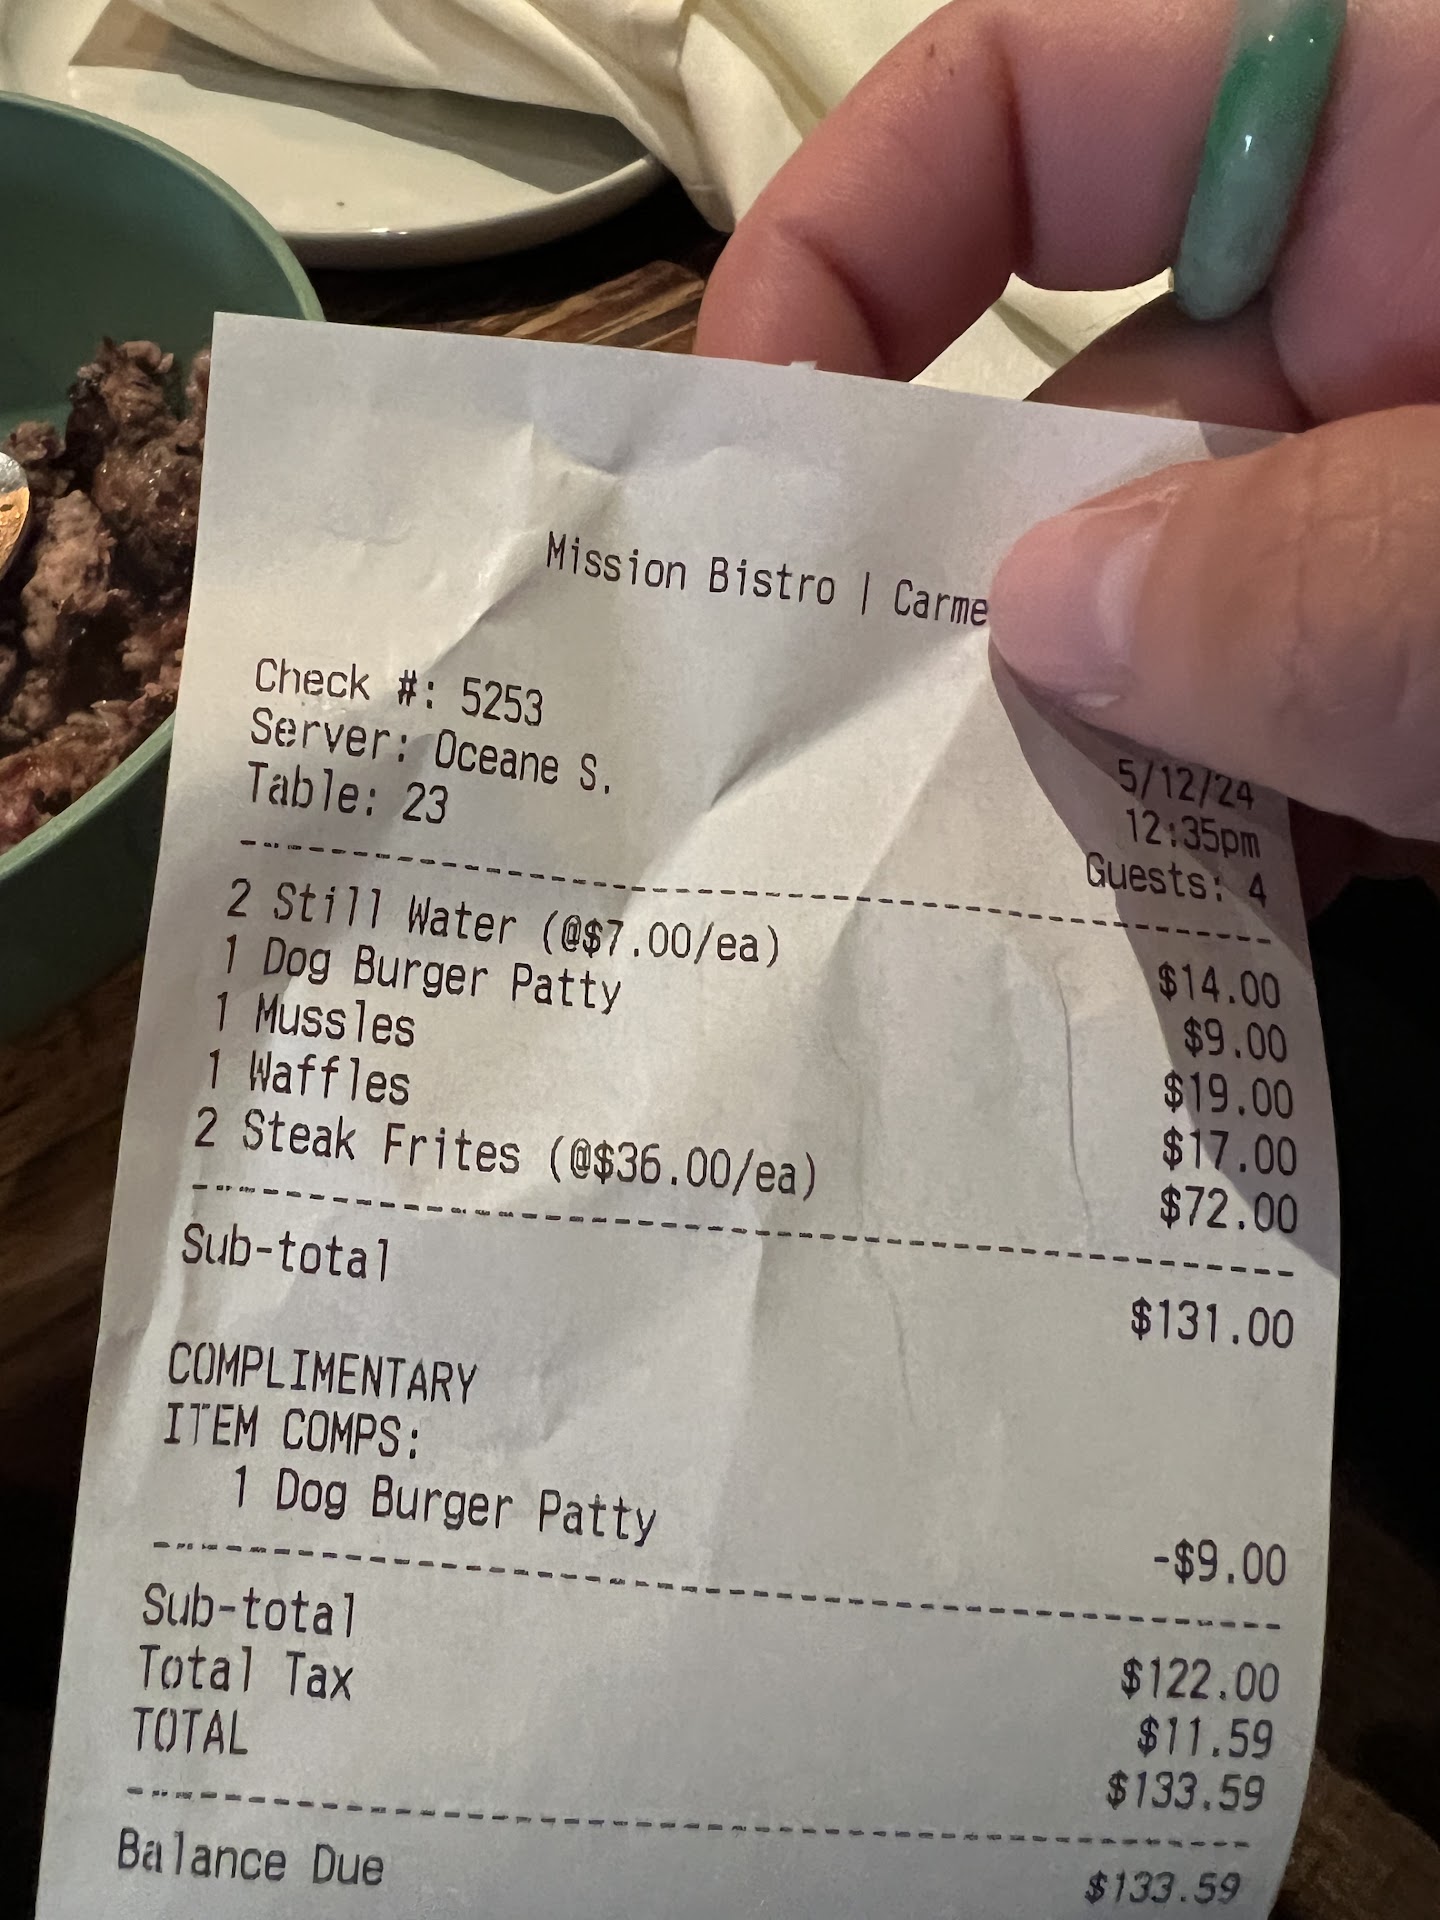 Mission Bistro | Carme
Check #: 5253
Server: Oceane S.
Table: 23
5/12/24
12:35pm
Guests: 4
2 Still Water (@$7.00/ea) $14.00
1 Dog Burger Patty $9.00
1 Mussles $19.00
1 Waffles $17.00
2 Steak Frites (@$36.00/ea) $72.00
Sub-total $131.00
COMPLIMENTARY
ITEM COMPS:
1 Dog Burger Patty -$9.00
Sub-total $122.00
Total Tax $11.59
TOTAL $133.59
Balance Due $133.59